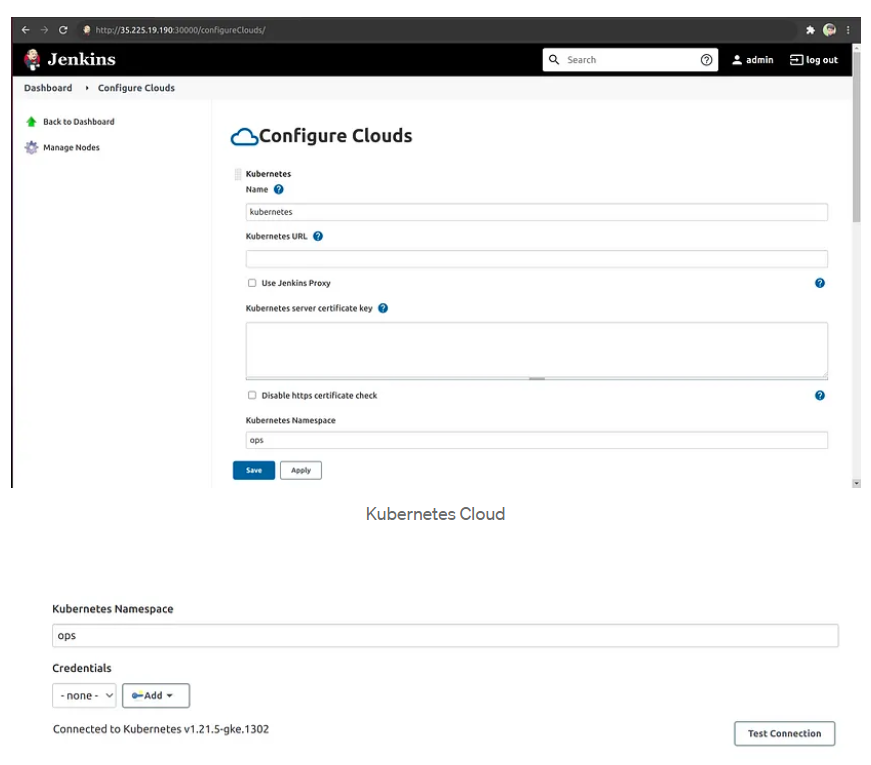 http://35.225.19.190:30000/configureClouds/
Jenkins
Search
admin
log out
Dashboard
Configure Clouds
Back to Dashboard
Manage Nodes
Configure Clouds
Kubernetes
Name
kubernetes
Kubernetes URL
Use Jenkins Proxy
Kubernetes server certificate key
Disable https certificate check
Kubernetes Namespace
ops
Save
Apply
Kubernetes Cloud
Kubernetes Namespace
ops
Credentials
- none -
Add
Connected to Kubernetes v1.21.5-gke.1302
Test Connection